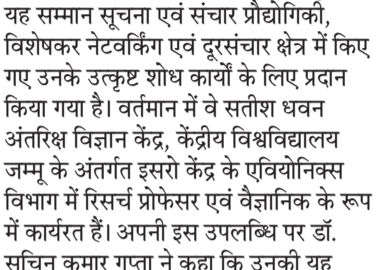 यह सम्मान सूचना एवं संचार प्रौद्योगिकी,
विशेषकर नेटवर्किंग एवं दूरसंचार क्षेत्र में किए
गए उनके उत्कृष्ट शोध कार्यों के लिए प्रदान
किया गया है। वर्तमान में वे सतीश धवन
अंतरिक्ष विज्ञान केंद्र, केंद्रीय विश्वविद्यालय
जम्मू के अंतर्गत इसरो केंद्र के एवियोनिक्स
विभाग में रिसर्च प्रोफेसर एवं वैज्ञानिक के रूप
में कार्यरत हैं। अपनी इस उपलब्धि पर डॉ.
सचिन कुमार गुप्ता ने कहा कि उनकी यह